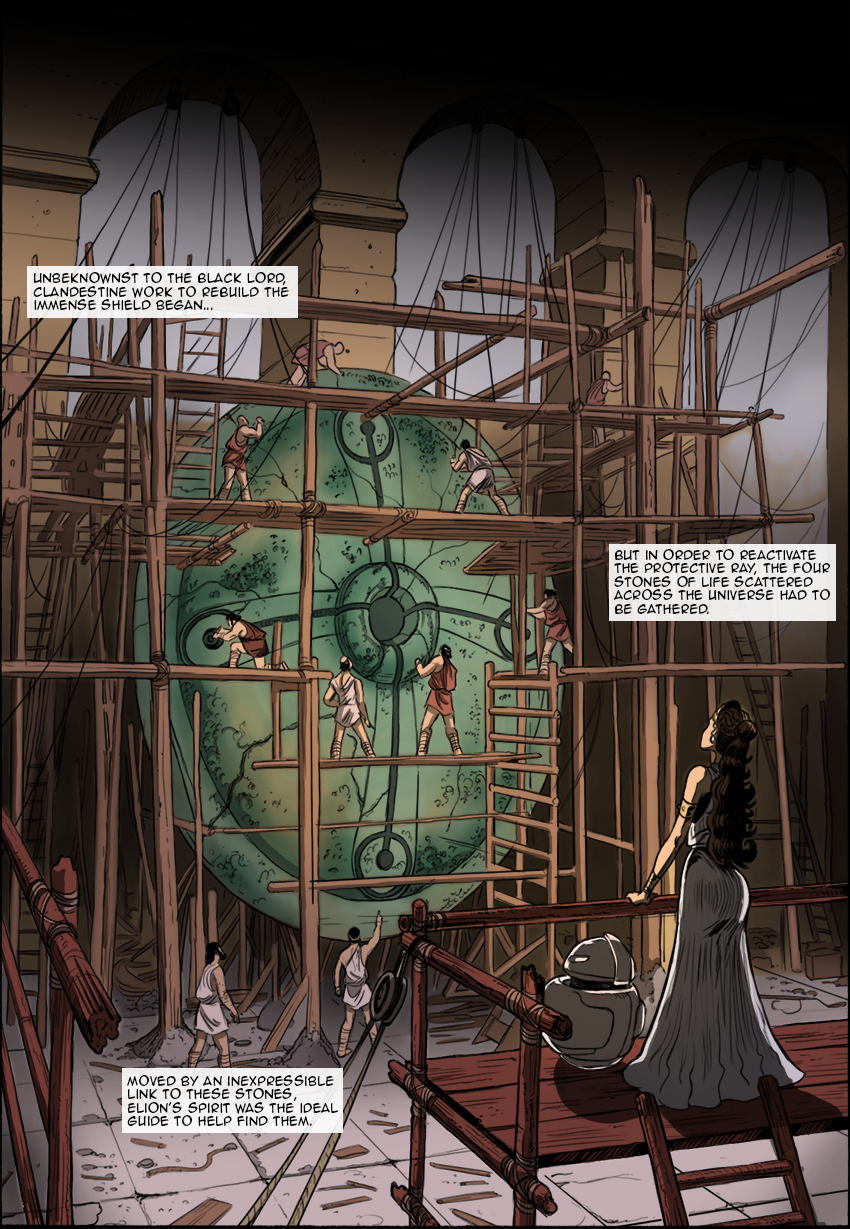 UNBEKNOWNST TO THE BLACK LORD,
CLANDESTINE WORK TO REBUILD THE
IMMENSE SHIELD BEGAN...
BUT IN ORDER TO REACTIVATE
THE PROTECTIVE RAY, THE FOUR
STONES OF LIFE SCATTERED
ACROSS THE UNIVERSE HAD TO
BE GATHERED.
MOVED BY AN INEXPRESSIBLE
LINK TO THESE STONES,
ELION'S SPIRIT WAS THE IDEAL
GUIDE TO HELP FIND THEM.